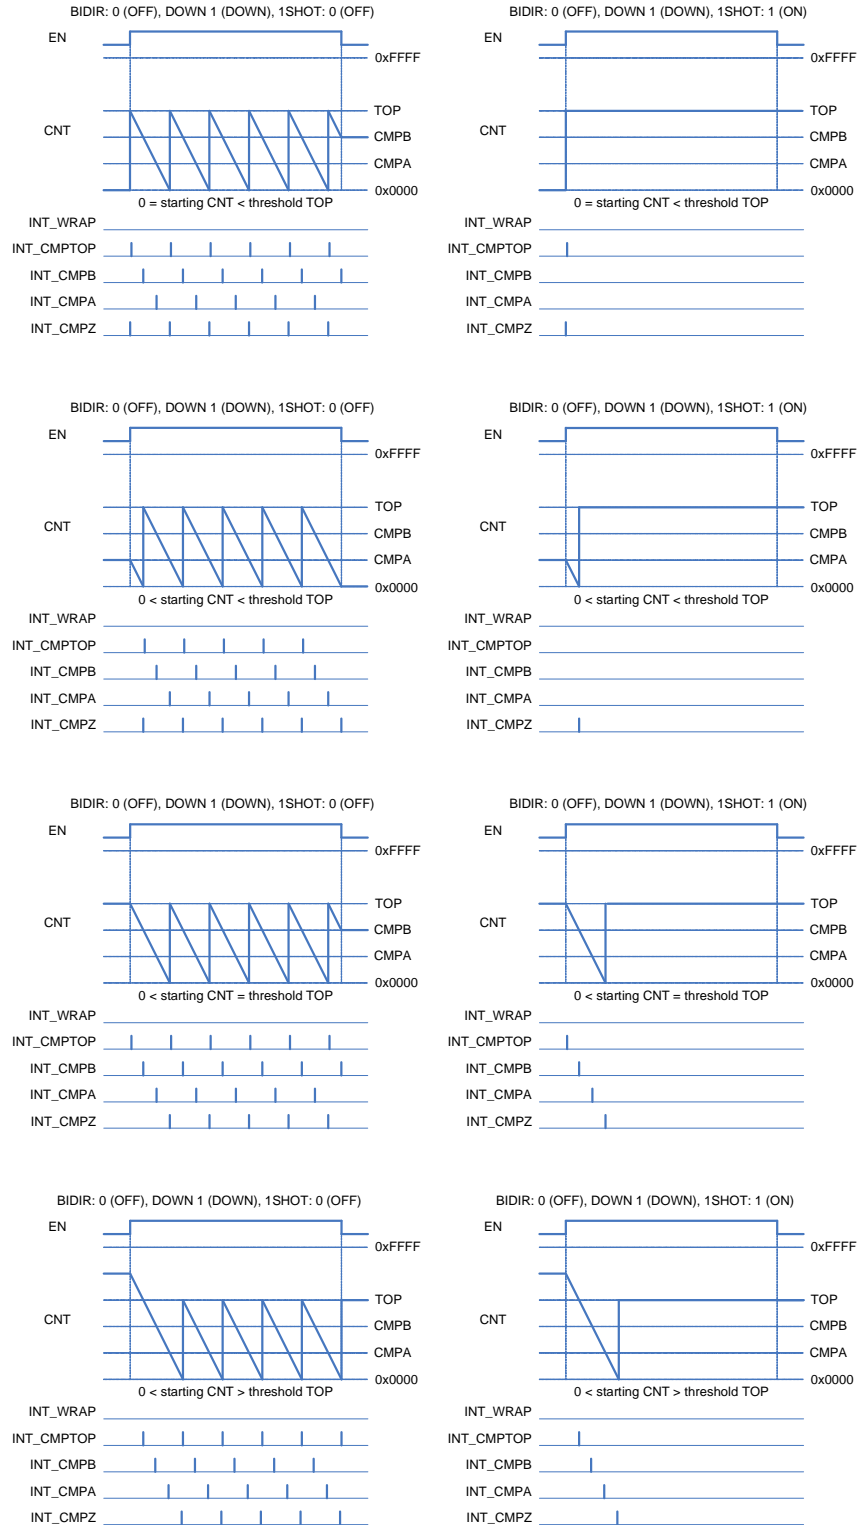 BIDIR: 0 (OFF), DOWN 1 (DOWN), 1SHOT: 0 (OFF)
EN
0xFFFF
TOP
CNT
CMPB
CMPA
0x0000
0 = starting CNT < threshold TOP
INT_WRAP
INT_CMPTOP
INT_CMPB
INT_CMPA
INT_CMPZ
BIDIR: 0 (OFF), DOWN 1 (DOWN), 1SHOT: 1 (ON)
EN
0xFFFF
TOP
CNT
CMPB
CMPA
0x0000
0 = starting CNT < threshold TOP
INT_WRAP
INT_CMPTOP
INT_CMPB
INT_CMPA
INT_CMPZ
BIDIR: 0 (OFF), DOWN 1 (DOWN), 1SHOT: 0 (OFF)
EN
0xFFFF
TOP
CNT
CMPB
CMPA
0x0000
0 < starting CNT < threshold TOP
INT_WRAP
INT_CMPTOP
INT_CMPB
INT_CMPA
INT_CMPZ
BIDIR: 0 (OFF), DOWN 1 (DOWN), 1SHOT: 1 (ON)
EN
0xFFFF
TOP
CNT
CMPB
CMPA
0x0000
0 < starting CNT < threshold TOP
INT_WRAP
INT_CMPTOP
INT_CMPB
INT_CMPA
INT_CMPZ
BIDIR: 0 (OFF), DOWN 1 (DOWN), 1SHOT: 0 (OFF)
EN
0xFFFF
TOP
CNT
CMPB
CMPA
0x0000
0 < starting CNT = threshold TOP
INT_WRAP
INT_CMPTOP
INT_CMPB
INT_CMPA
INT_CMPZ
BIDIR: 0 (OFF), DOWN 1 (DOWN), 1SHOT: 1 (ON)
EN
0xFFFF
TOP
CNT
CMPB
CMPA
0x0000
0 < starting CNT = threshold TOP
INT_WRAP
INT_CMPTOP
INT_CMPB
INT_CMPA
INT_CMPZ
BIDIR: 0 (OFF), DOWN 1 (DOWN), 1SHOT: 0 (OFF)
EN
0xFFFF
TOP
CNT
CMPB
CMPA
0x0000
0 < starting CNT > threshold TOP
INT_WRAP
INT_CMPTOP
INT_CMPB
INT_CMPA
INT_CMPZ
BIDIR: 0 (OFF), DOWN 1 (DOWN), 1SHOT: 1 (ON)
EN
0xFFFF
TOP
CNT
CMPB
CMPA
0x0000
0 < starting CNT > threshold TOP
INT_WRAP
INT_CMPTOP
INT_CMPB
INT_CMPA
INT_CMPZ